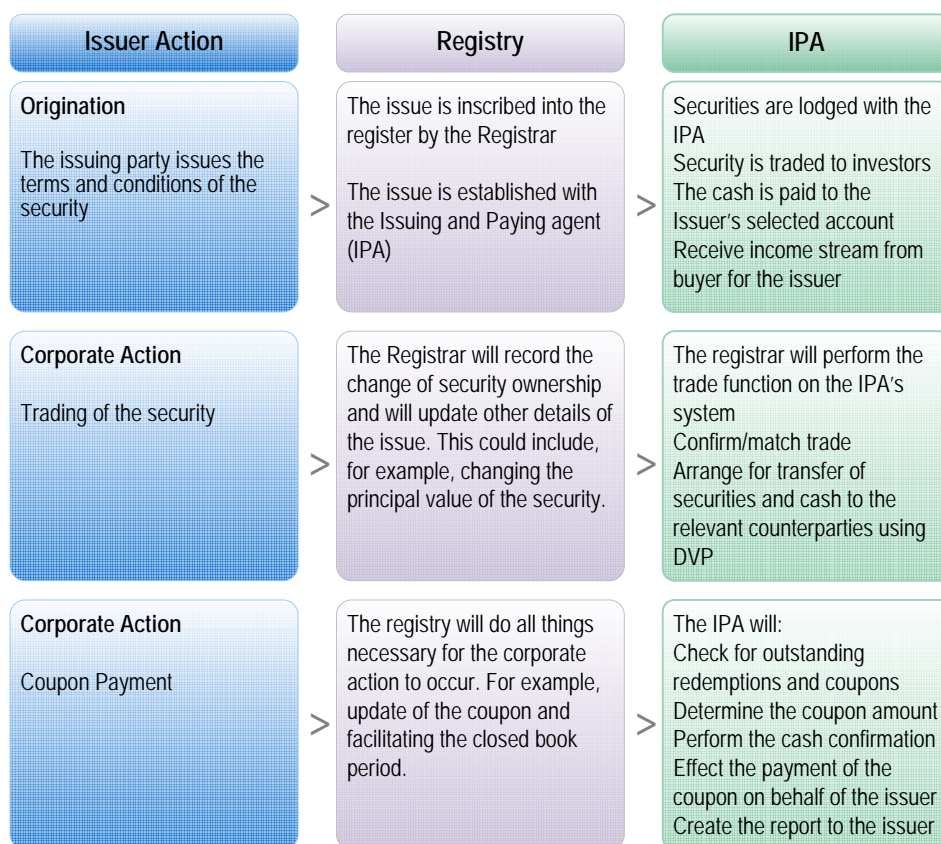 Issuer Action
Registry
IPA
Origination
The issuing party issues the
terms and conditions of the
security
>
The issue is inscribed into the
register by the Registrar
The issue is established with
the Issuing and Paying agent
(IPA)
>
Securities are lodged with the
IPA
Security is traded to investors
The cash is paid to the
Issuer's selected account
Receive income stream from
buyer for the issuer
Corporate Action
Trading of the security
>
The Registrar will record the
change of security ownership
and will update other details of
the issue. This could include,
for example, changing the
principal value of the security.
>
The registrar will perform the
trade function on the IPA's
system
Confirm/match trade
Arrange for transfer of
securities and cash to the
relevant counterparties using
DVP
Corporate Action
Coupon Payment
>
The registry will do all things
necessary for the corporate
action to occur. For example,
update of the coupon and
facilitating the closed book
period.
>
The IPA will:
Check for outstanding
redemptions and coupons
Determine the coupon amount
Perform the cash confirmation
Effect the payment of the
coupon on behalf of the issuer
Create the report to the issuer